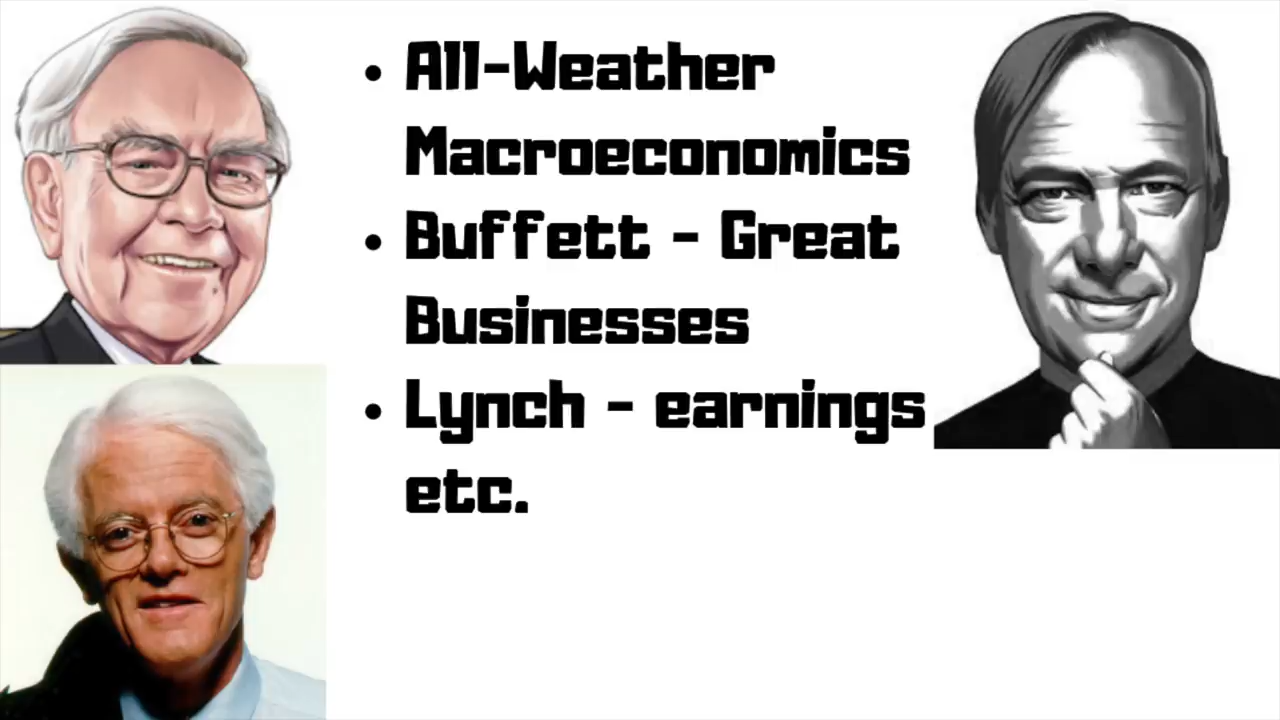 • All-Weather
Macroeconomics
• Buffett - Great
Businesses
• Lynch - earnings
etc.